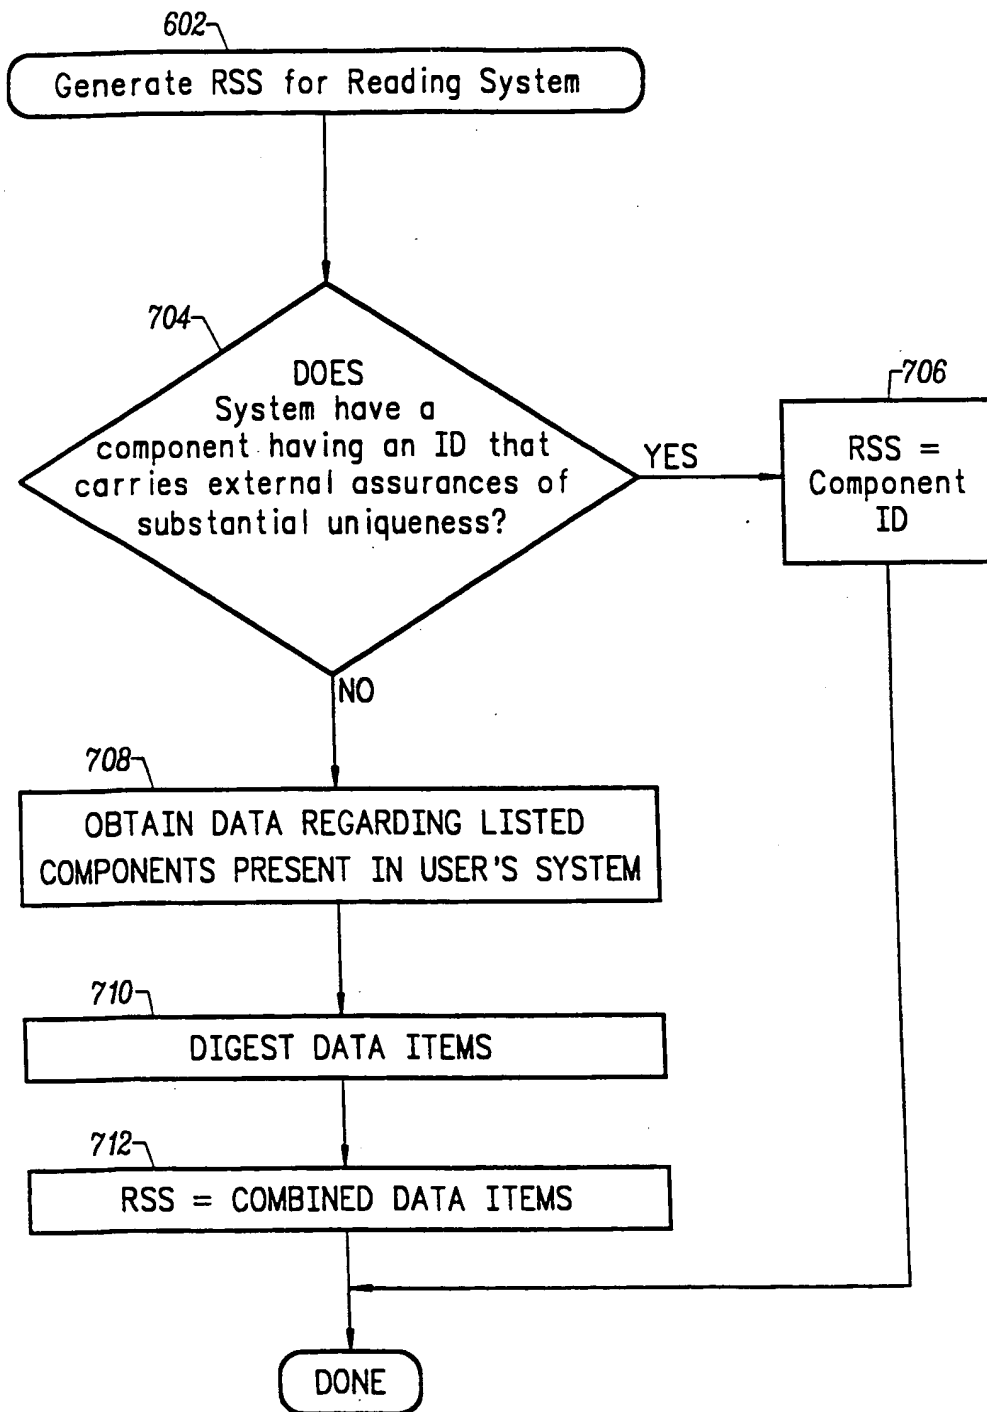 602
Generate RSS for Reading System
704
DOES
System have a
component having an ID that
carries external assurances of
substantial uniqueness?
YES
706
RSS =
Component
ID
NO
708
OBTAIN DATA REGARDING LISTED
COMPONENTS PRESENT IN USER'S SYSTEM
710
DIGEST DATA ITEMS
712
RSS = COMBINED DATA ITEMS
DONE